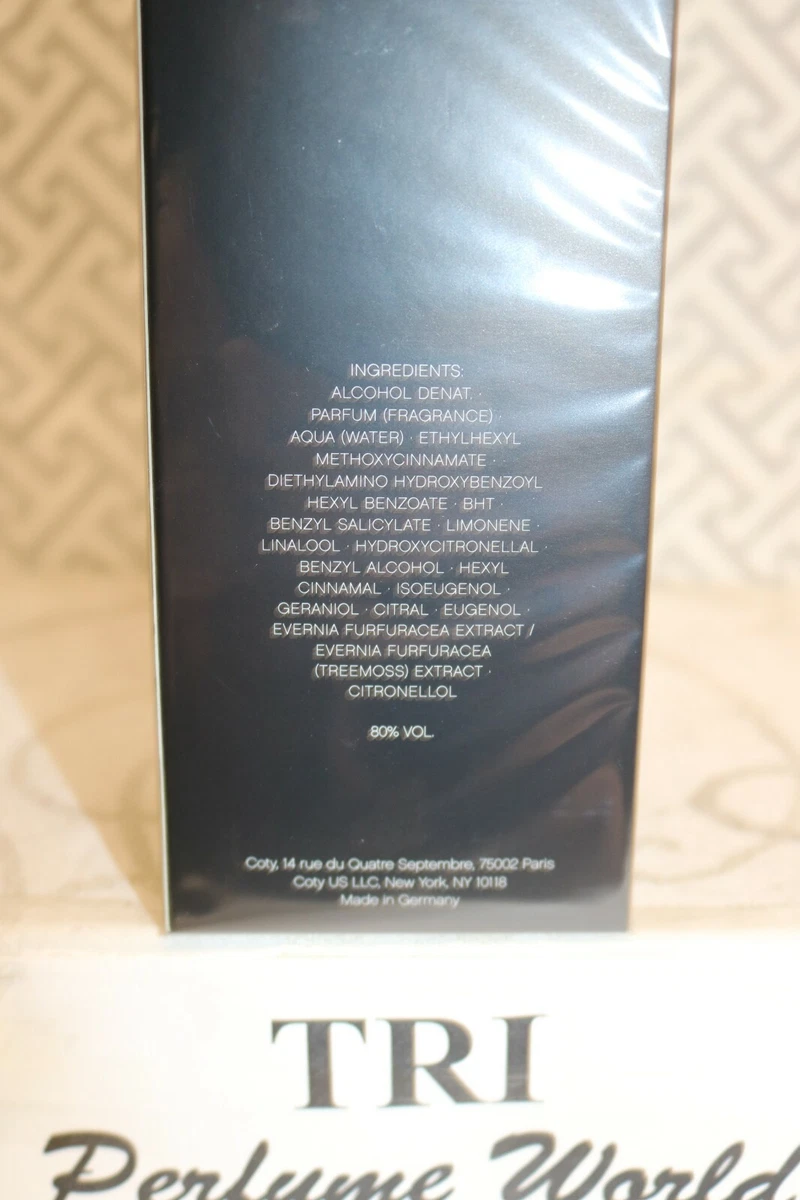 INGREDIENTS:
ALCOHOL DENAT. ·
PARFUM (FRAGRANCE) ·
AQUA (WATER) · ETHYLHEXYL
METHOXYCINNAMATE ·
DIETHYLAMINO HYDROXYBENZOYL
HEXYL BENZOATE · BHT ·
BENZYL SALICYLATE · LIMONENE ·
LINALOOL · HYDROXYCITRONELLAL ·
BENZYL ALCOHOL · HEXYL
CINNAMAL · ISOEUGENOL ·
GERANIOL · CITRAL · EUGENOL ·
EVERNIA FURFURACEA EXTRACT /
EVERNIA FURFURACEA
(TREEMOSS) EXTRACT ·
CITRONELLOL
80% VOL.
Coty, 14 rue du Quatre Septembre, 75002 Paris
Coty US LLC, New York, NY 10118
Made in Germany
TRI
Perfume World